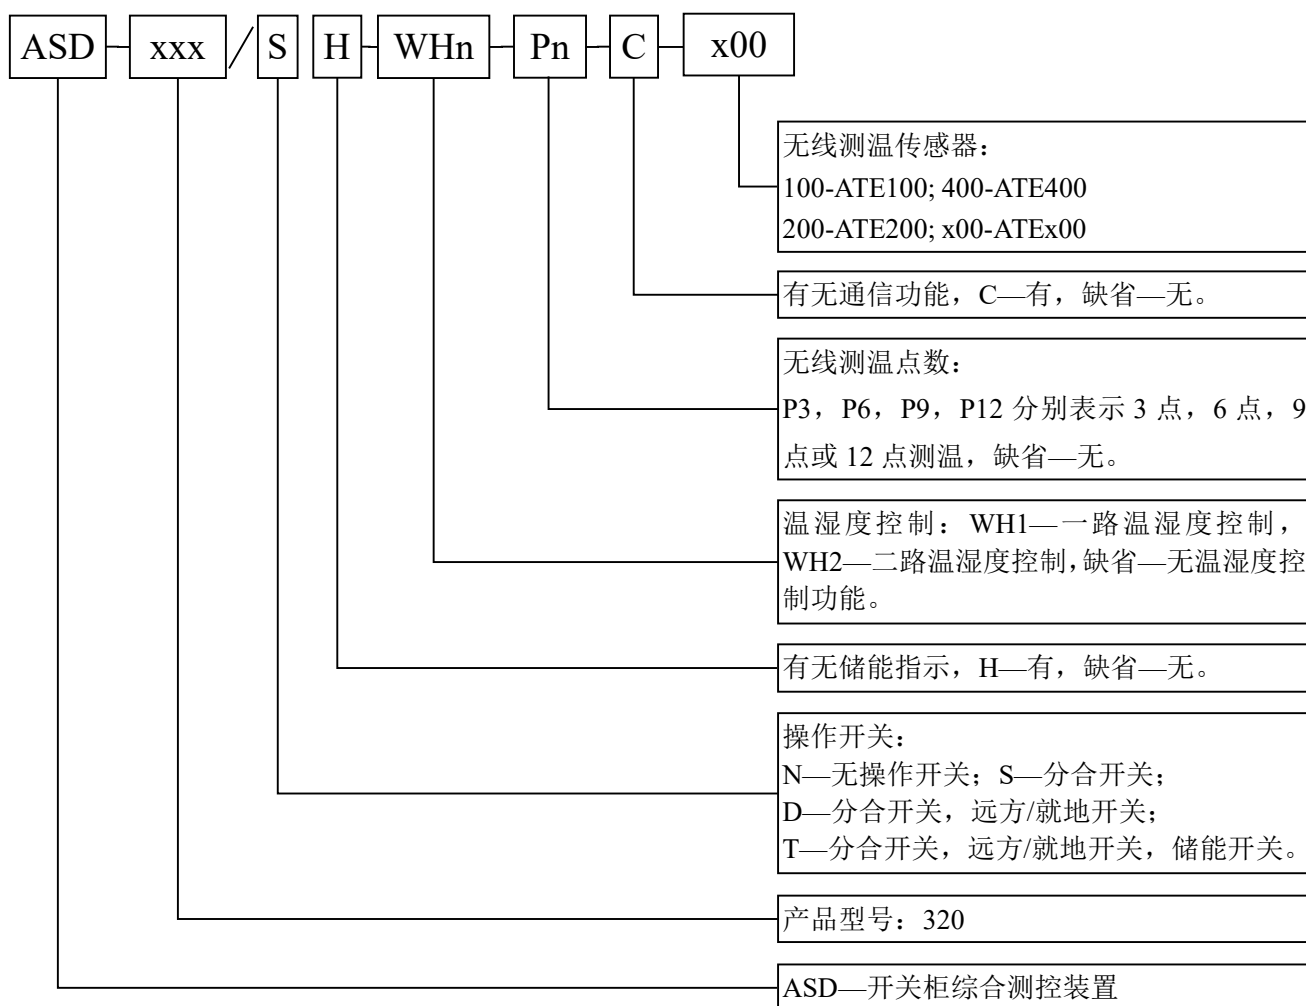 ASD xxx / S H WHn Pn C x00
无线测温传感器：
100-ATE100; 400-ATE400
200-ATE200; x00-ATEx00
有无通信功能，C—有，缺省—无。
无线测温点数：
P3，P6，P9，P12 分别表示 3 点，6 点，9
点或 12 点测温，缺省—无。
温湿度控制：WH1—一路温湿度控制，
WH2—二路温湿度控制，缺省—无温湿度控
制功能。
有无储能指示，H—有，缺省—无。
操作开关：
N—无操作开关；S—分合开关；
D—分合开关，远方/就地开关；
T—分合开关，远方/就地开关，储能开关。
产品型号：320
ASD—开关柜综合测控装置